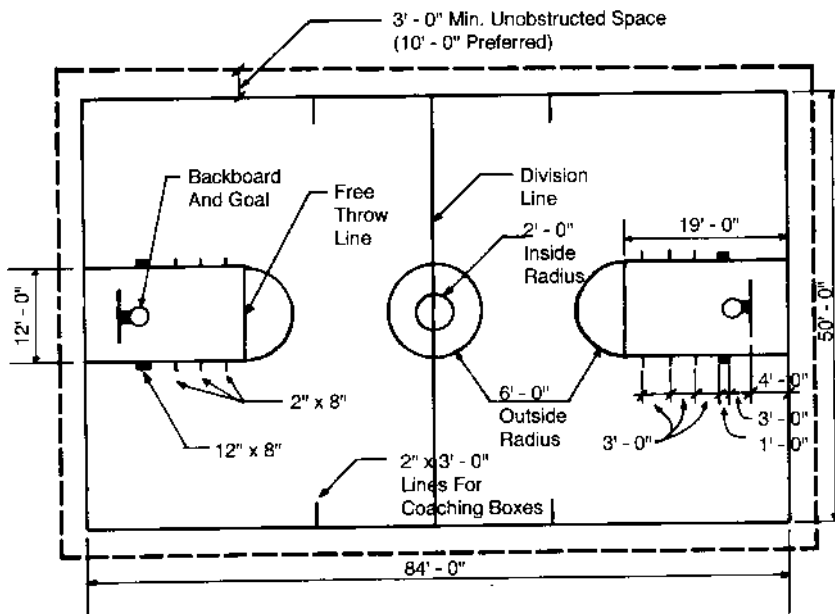 3' - 0" Min. Unobstructed Space
(10' - 0" Preferred)
Backboard
And Goal
Free
Throw
Line
Division
Line
2' - 0"
Inside
Radius
19' - 0"
12' - 0"
50' - 0"
2" x 8"
12" x 8"
6' - 0"
Outside
Radius
3' - 0"
4' - 0"
3' - 0"
1' - 0"
2" x 3' - 0"
Lines For
Coaching Boxes
84' - 0"